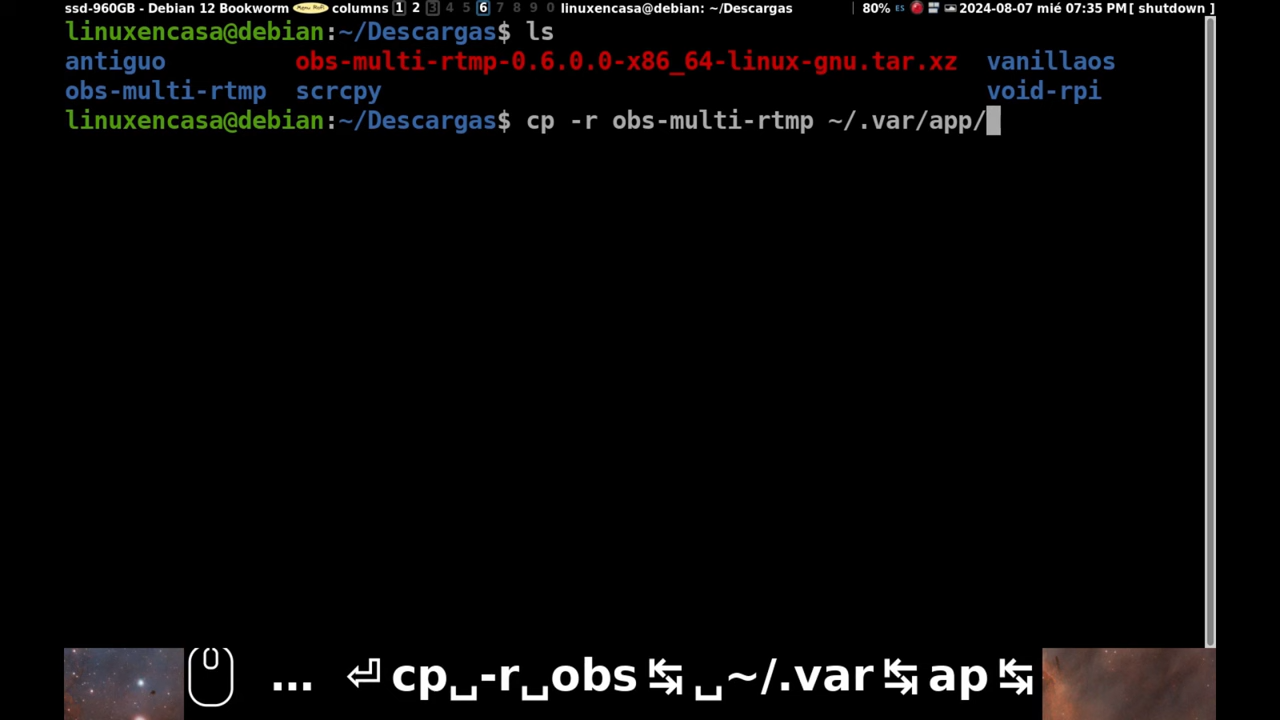 ssd-960GB - Debian 12 Bookworm Menu columns 1 2 3 4 5 6 7 8 9 0 linuxencasa@debian: ~/Descargas | 80% ES 2024-08-07 mié 07:35 PM[ shutdown ]
linuxencasa@debian:~/Descargas$ ls
antiguo obs-multi-rtmp-0.6.0.0-x86_64-linux-gnu.tar.xz vanillaos
obs-multi-rtmp scrcpy void-rpi
linuxencasa@debian:~/Descargas$ cp -r obs-multi-rtmp ~/.var/app/
... ⏎cp␣-r␣obs↹␣~/.var↹ap↹